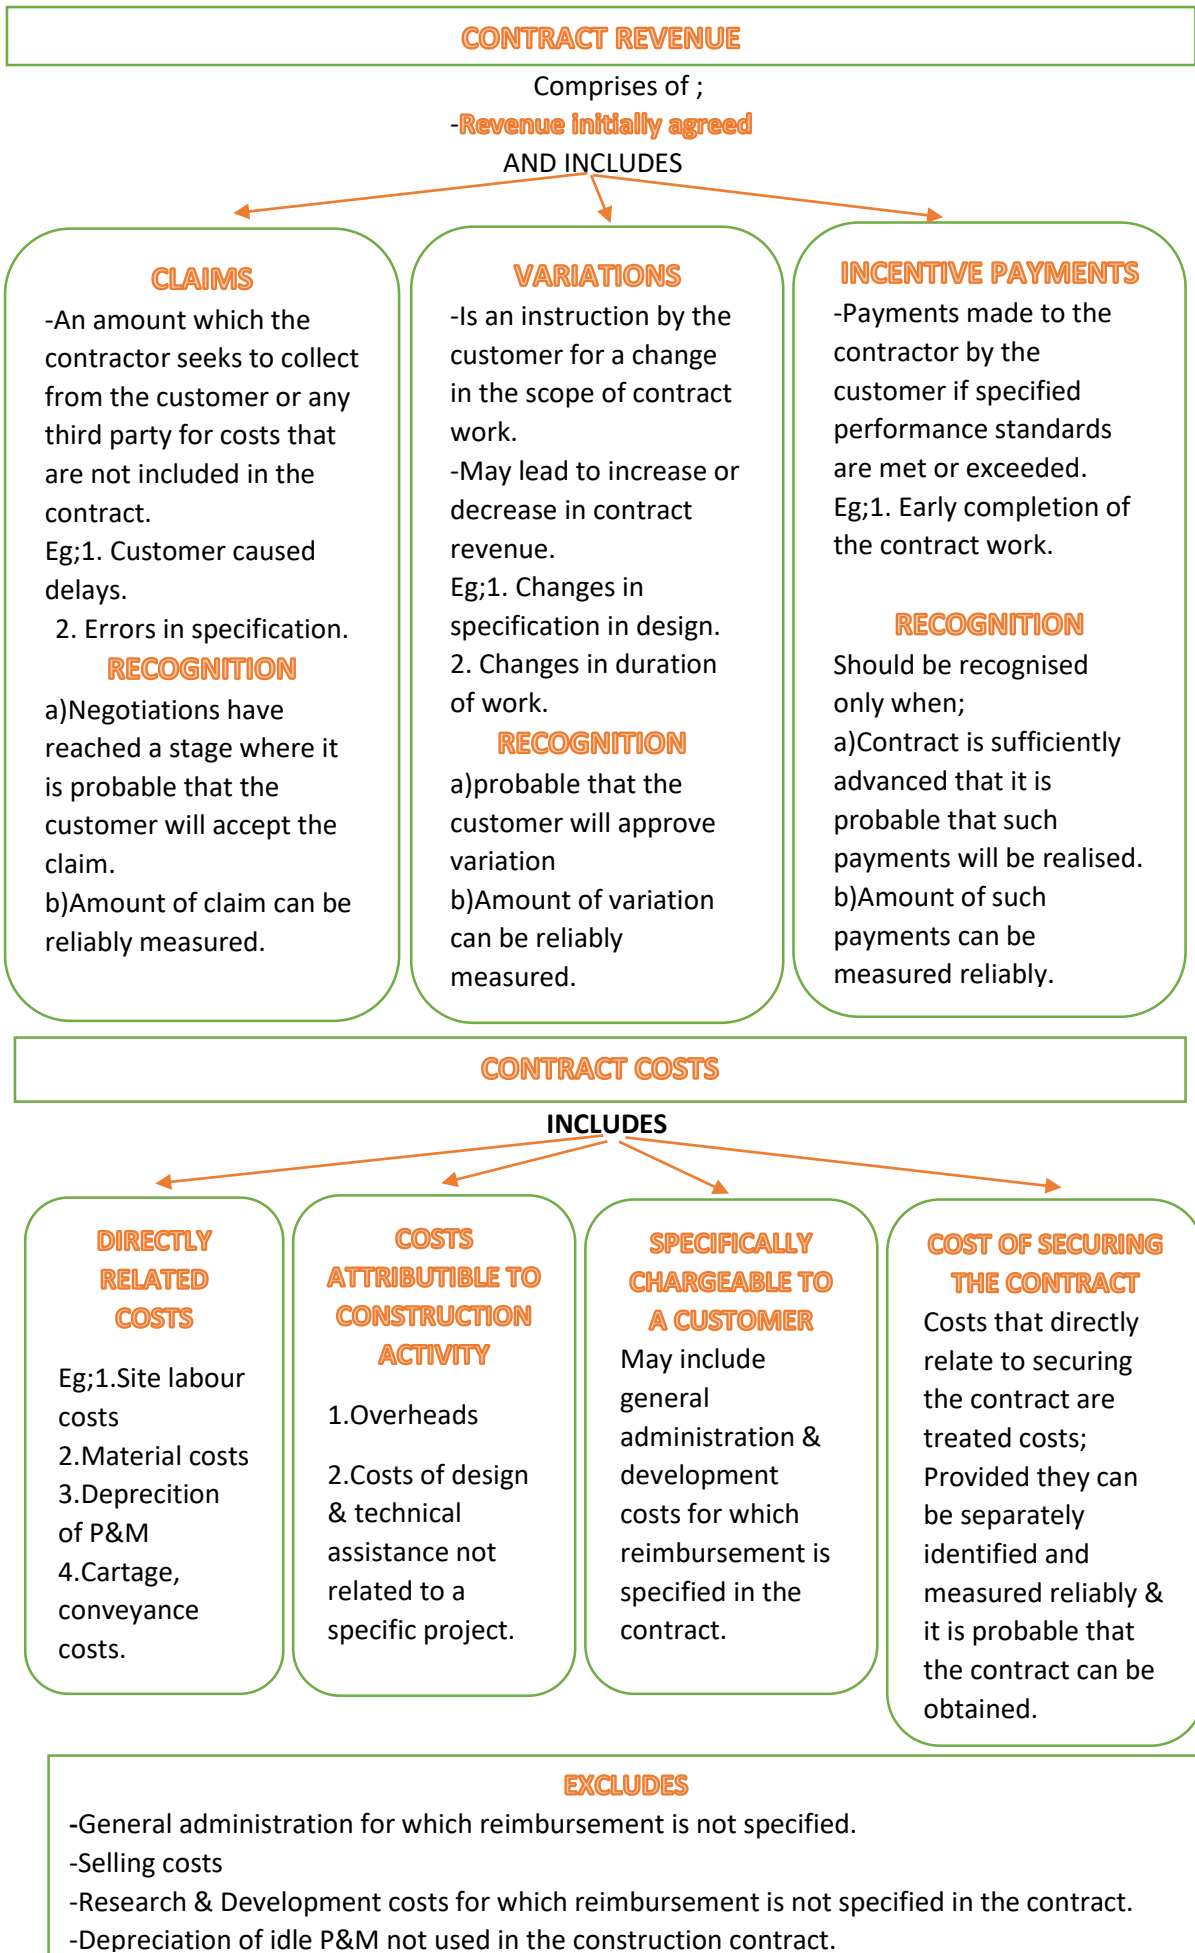 CONTRACT REVENUE
Comprises of ;
-Revenue initially agreed
AND INCLUDES
CLAIMS
-An amount which the
contractor seeks to collect
from the customer or any
third party for costs that
are not included in the
contract.
Eg;1. Customer caused
delays.
2. Errors in specification.
RECOGNITION
a)Negotiations have
reached a stage where it
is probable that the
customer will accept the
claim.
b)Amount of claim can be
reliably measured.
VARIATIONS
-Is an instruction by the
customer for a change
in the scope of contract
work.
-May lead to increase or
decrease in contract
revenue.
Eg;1. Changes in
specification in design.
2. Changes in duration
of work.
RECOGNITION
a)probable that the
customer will approve
variation
b)Amount of variation
can be reliably
measured.
INCENTIVE PAYMENTS
-Payments made to the
contractor by the
customer if specified
performance standards
are met or exceeded.
Eg;1. Early completion of
the contract work.
RECOGNITION
Should be recognised
only when;
a)Contract is sufficiently
advanced that it is
probable that such
payments will be realised.
b)Amount of such
payments can be
measured reliably.
CONTRACT COSTS
INCLUDES
DIRECTLY
RELATED
COSTS
Eg;1.Site labour
costs
2.Material costs
3.Deprecition
of P&M
4.Cartage,
conveyance
costs.
COSTS
ATTRIBUTIBLE TO
CONSTRUCTION
ACTIVITY
1.Overheads
2.Costs of design
& technical
assistance not
related to a
specific project.
SPECIFICALLY
CHARGEABLE TO
A CUSTOMER
May include
general
administration &
development
costs for which
reimbursement is
specified in the
contract.
COST OF SECURING
THE CONTRACT
Costs that directly
relate to securing
the contract are
treated costs;
Provided they can
be separately
identified and
measured reliably &
it is probable that
the contract can be
obtained.
EXCLUDES
-General administration for which reimbursement is not specified.
-Selling costs
-Research & Development costs for which reimbursement is not specified in the contract.
-Depreciation of idle P&M not used in the construction contract.